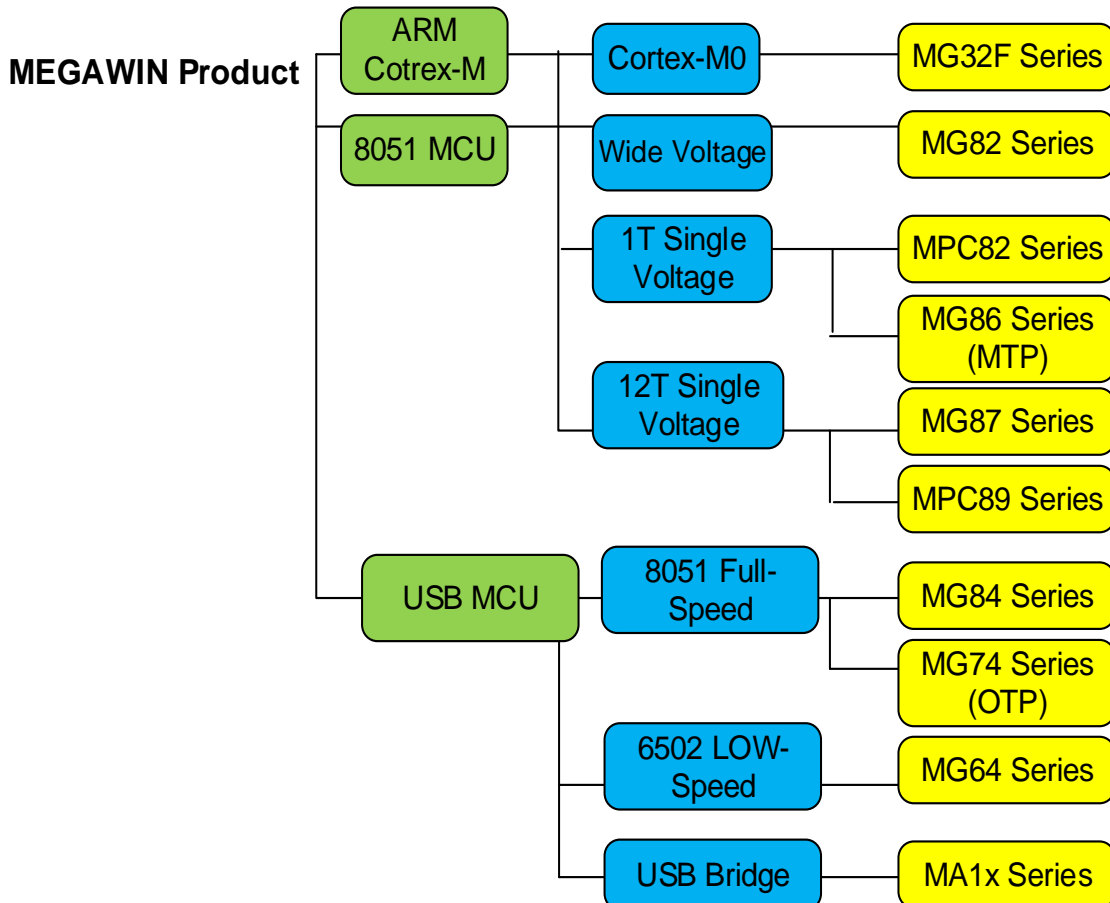 MEGAWIN Product
ARM
Cotrex-M
Cortex-M0
MG32F Series
8051 MCU
Wide Voltage
MG82 Series
1T Single
Voltage
MPC82 Series
MG86 Series
(MTP)
12T Single
Voltage
MG87 Series
MPC89 Series
USB MCU
8051 Full-
Speed
MG84 Series
MG74 Series
(OTP)
6502 LOW-
Speed
MG64 Series
USB Bridge
MA1x Series